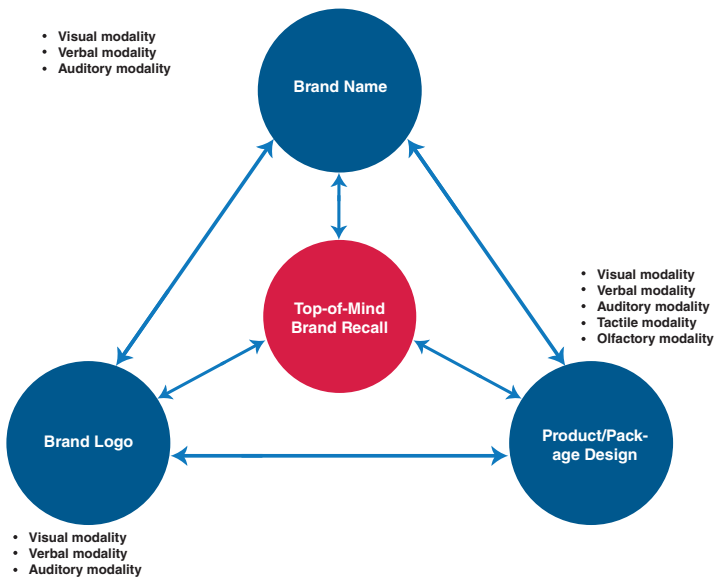 • Visual modality
• Verbal modality
• Auditory modality
Brand Name
Top-of-Mind
Brand Recall
• Visual modality
• Verbal modality
• Auditory modality
• Tactile modality
• Olfactory modality
Brand Logo
Product/Pack-
age Design
• Visual modality
• Verbal modality
• Auditory modality